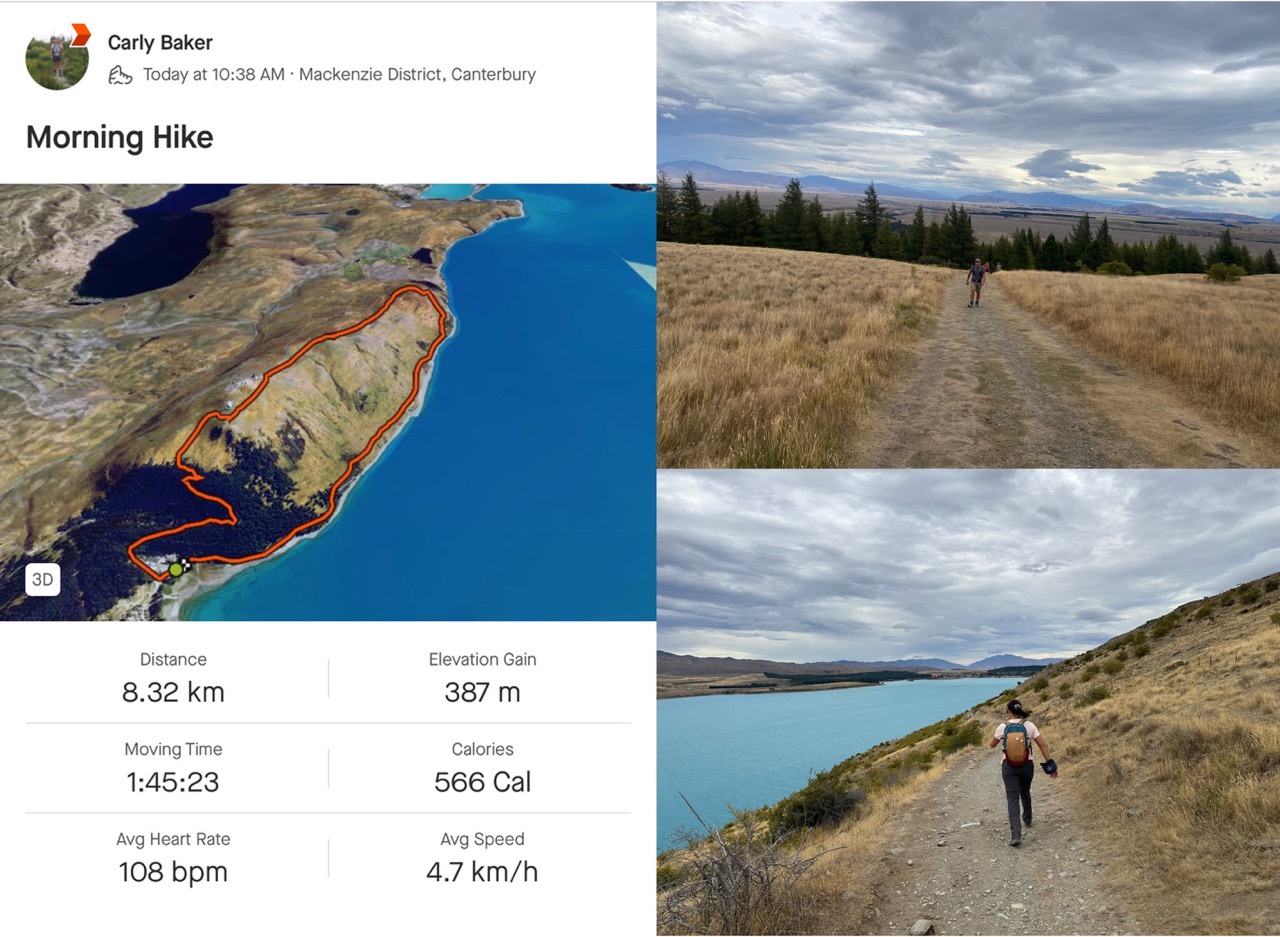 Carly Baker
Today at 10:38 AM · Mackenzie District, Canterbury
Morning Hike
3D
Distance
8.32 km
Elevation Gain
387 m
Moving Time
1:45:23
Calories
566 Cal
Avg Heart Rate
108 bpm
Avg Speed
4.7 km/h